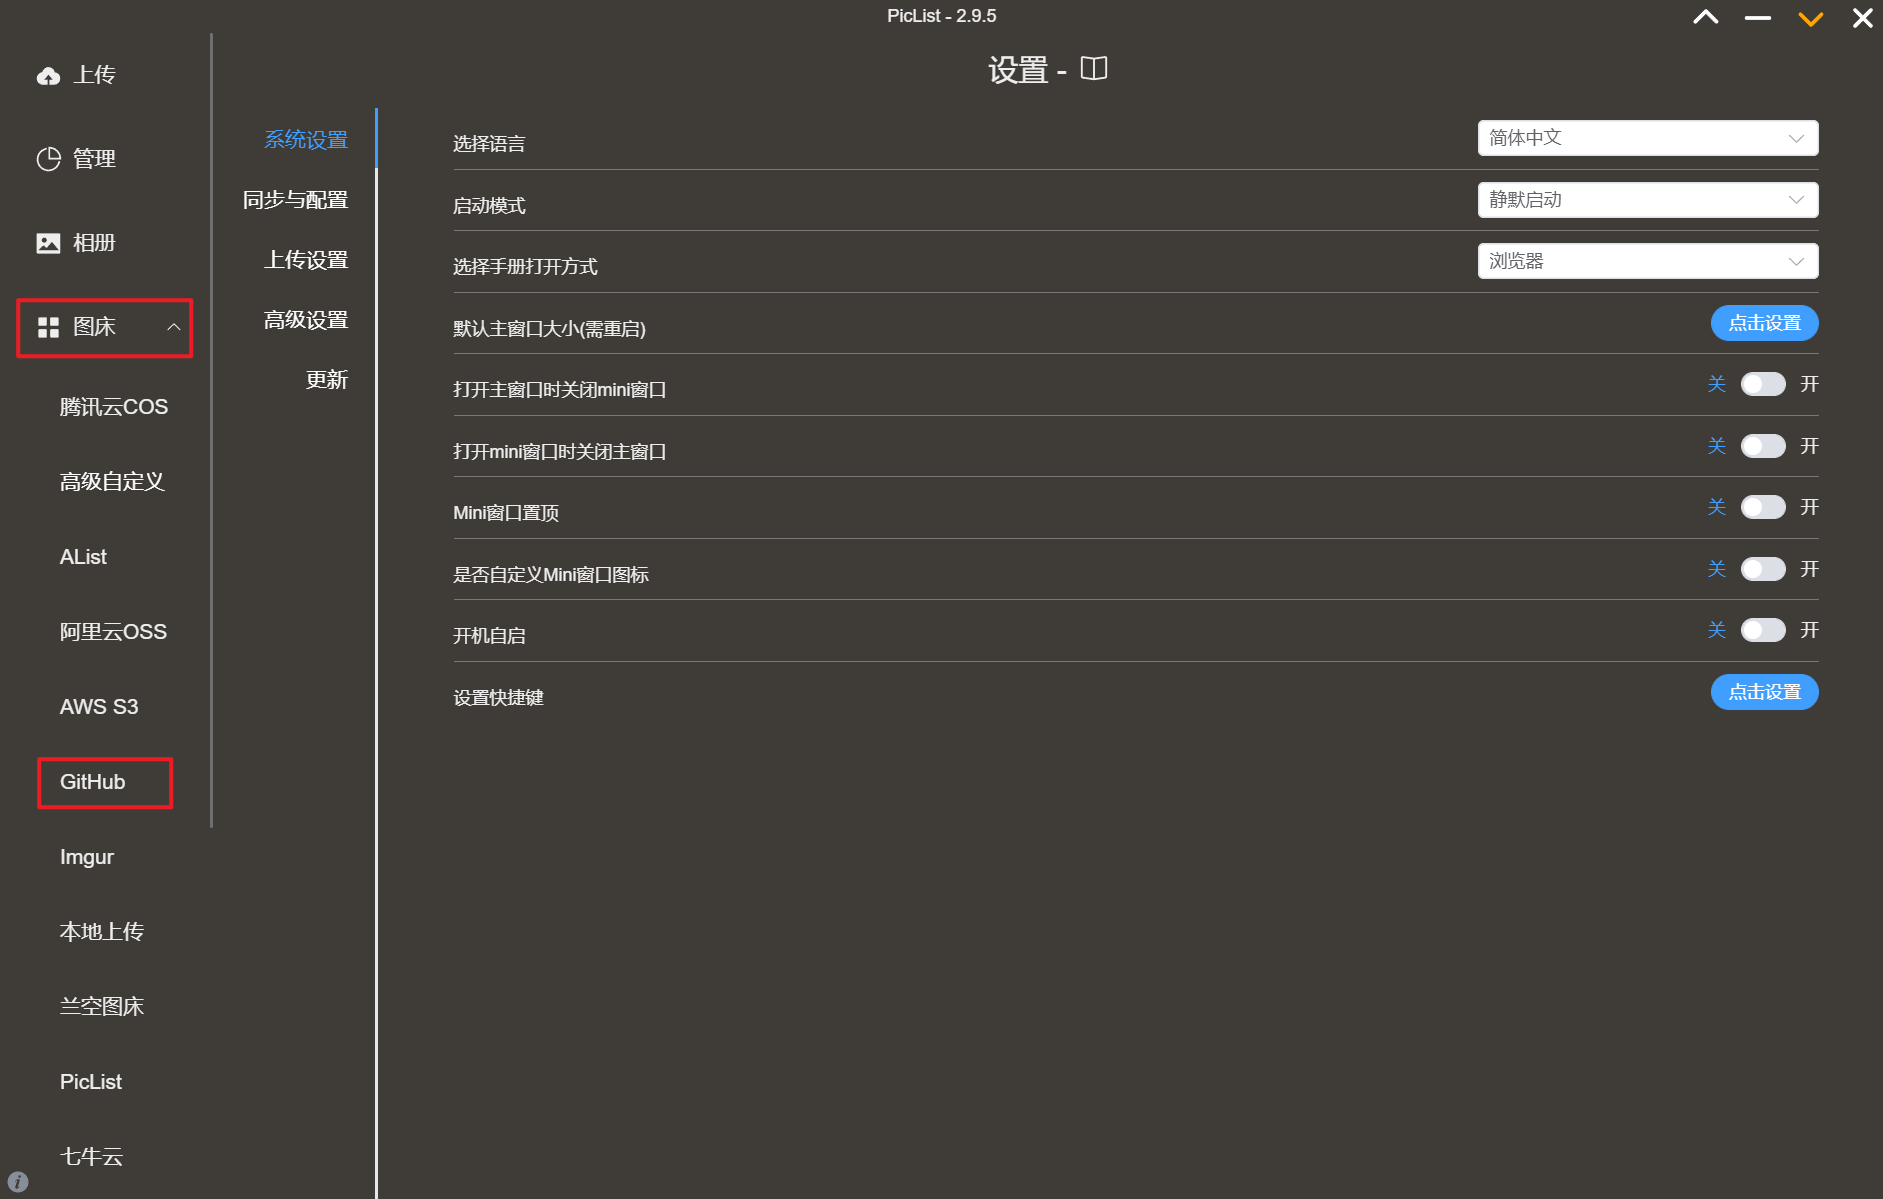 PicList - 2.9.5
上传
管理
相册
图床
腾讯云COS
高级自定义
AList
阿里云OSS
AWS S3
GitHub
Imgur
本地上传
兰空图床
PicList
七牛云
设置 -
系统设置
同步与配置
上传设置
高级设置
更新
选择语言 简体中文
启动模式 静默启动
选择手册打开方式 浏览器
默认主窗口大小(需重启) 点击设置
打开主窗口时关闭mini窗口 关 开
打开mini窗口时关闭主窗口 关 开
Mini窗口置顶 关 开
是否自定义Mini窗口图标 关 开
开机自启 关 开
设置快捷键 点击设置